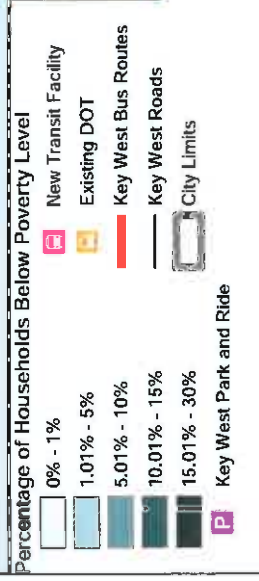 Percentage of Households Below Poverty Level
0% - 1%
1.01% - 5%
5.01% - 10%
10.01% - 15%
15.01% - 30%
P Key West Park and Ride
New Transit Facility
Existing DOT
Key West Bus Routes
Key West Roads
City Limits